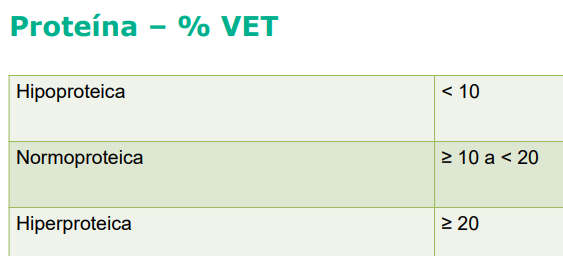 Proteína – % VET
Hipoproteica < 10
Normoproteica ≥ 10 a < 20
Hiperproteica ≥ 20